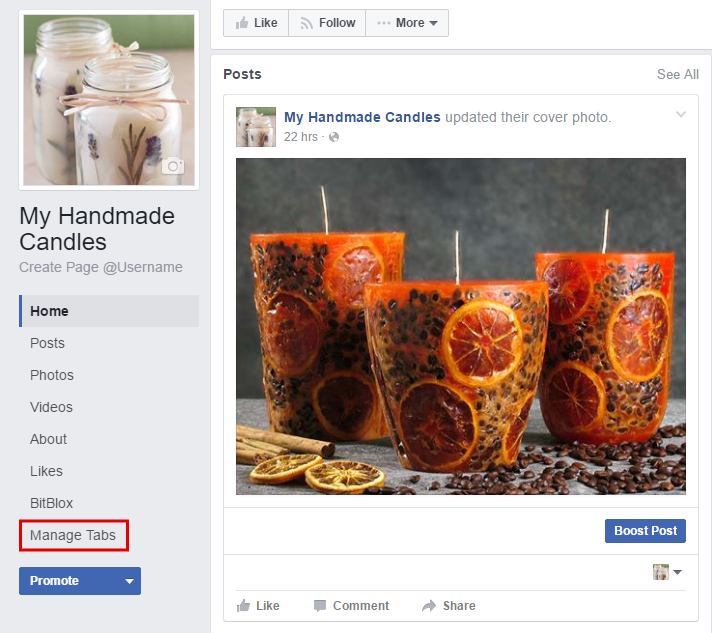 Like Follow ··· More
Posts See All
My Handmade Candles updated their cover photo.
22 hrs ·
My Handmade
Candles
Create Page @Username
Home
Posts
Photos
Videos
About
Likes
BitBlox
Manage Tabs
Promote
Boost Post
Like Comment Share